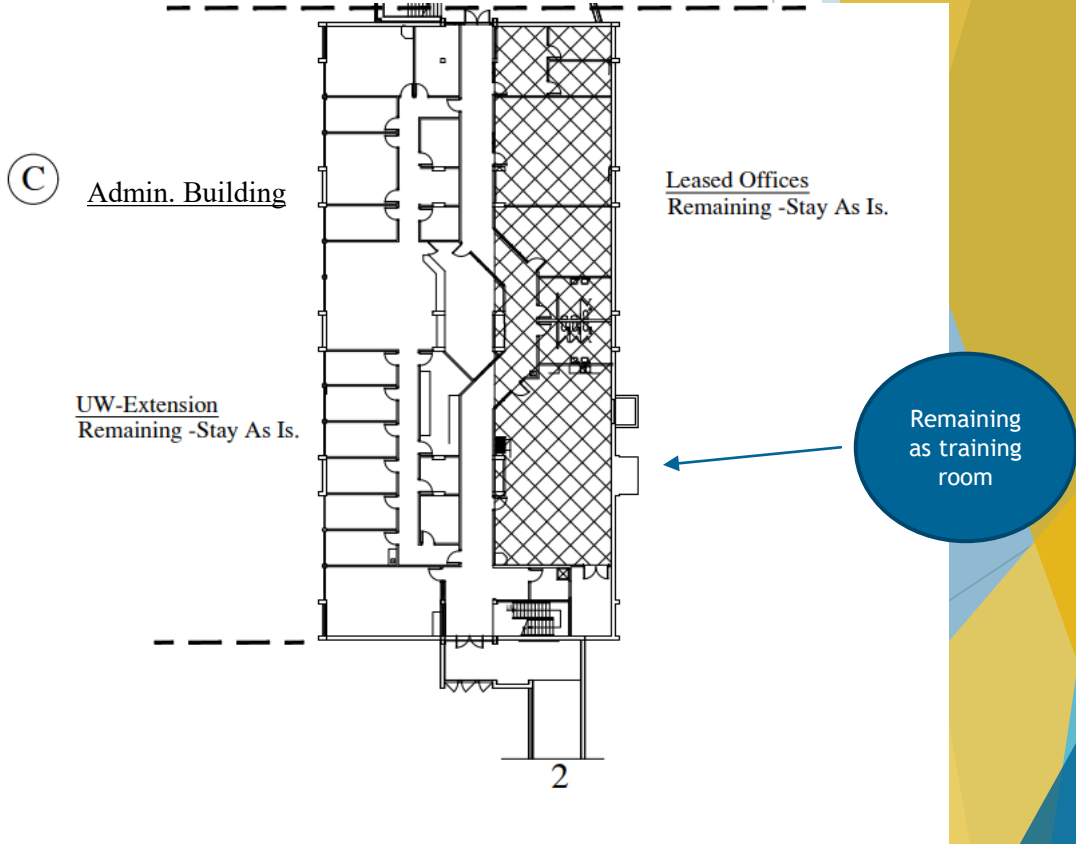 C
Admin. Building
Leased Offices
Remaining -Stay As Is.
UW-Extension
Remaining -Stay As Is.
Remaining
as training
room
2